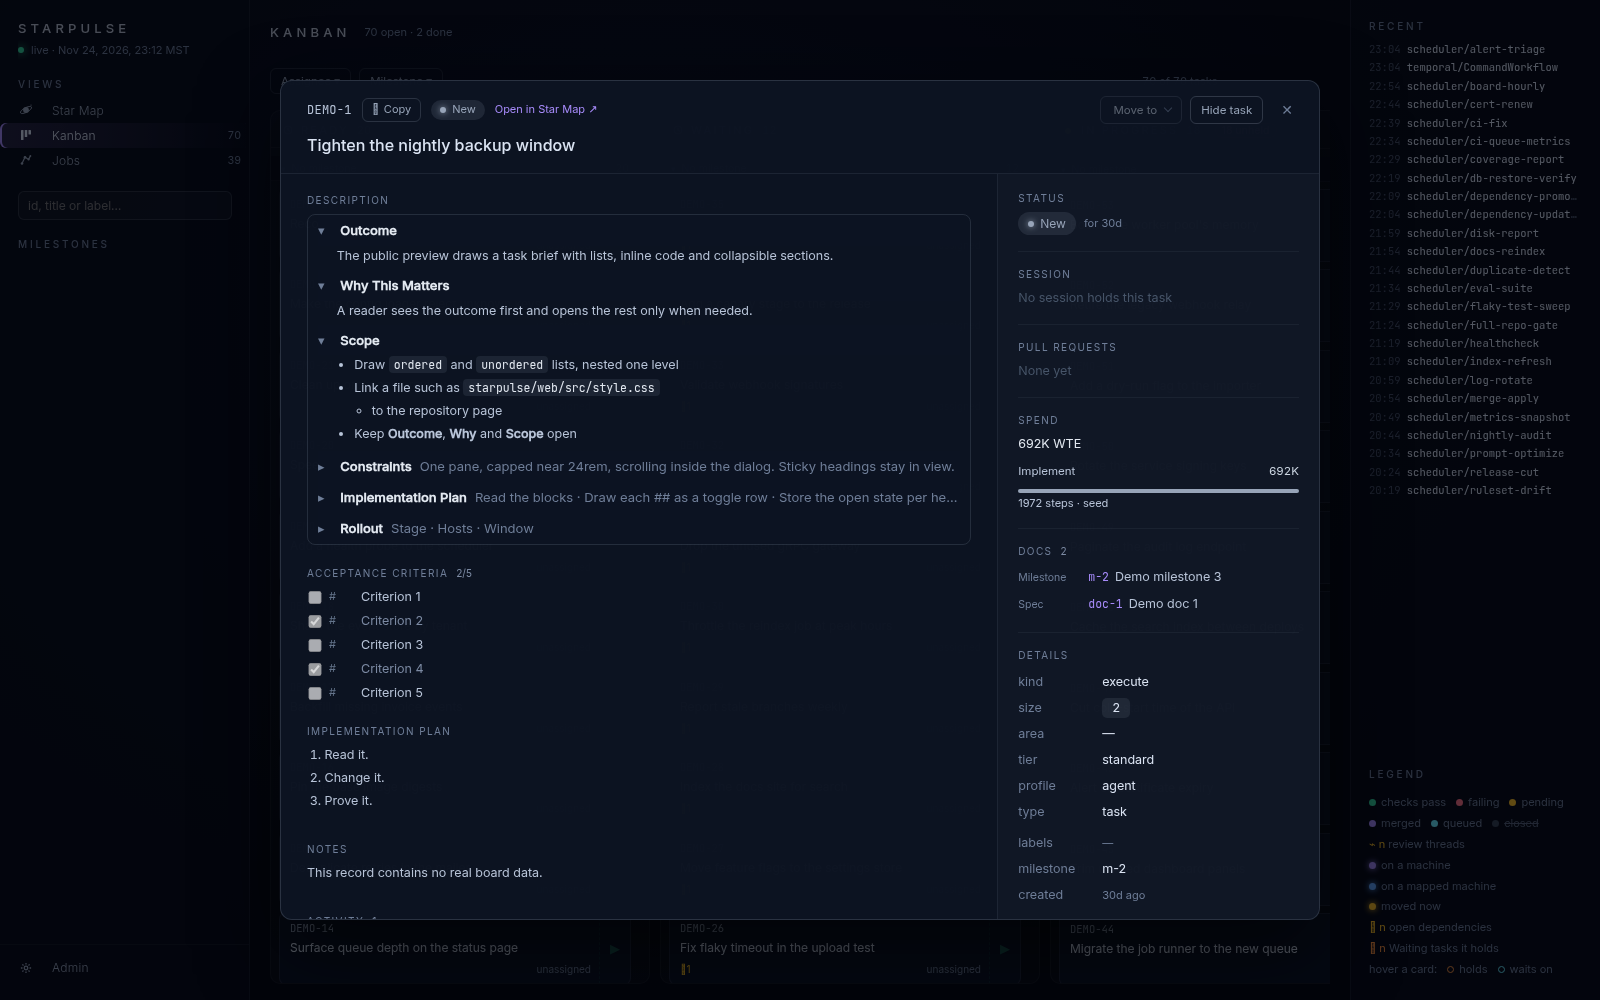 STARPULSE
live · Nov 24, 2026, 23:12 MST
VIEWS
Star Map
Kanban 70
Jobs 39
id, title or label...
MILESTONES
Admin
KANBAN 70 open · 2 done
DEMO-1 Copy New Open in Star Map ↗ Move to Hide task ✕
Tighten the nightly backup window
DESCRIPTION
▾ Outcome
The public preview draws a task brief with lists, inline code and collapsible sections.
▾ Why This Matters
A reader sees the outcome first and opens the rest only when needed.
▾ Scope
• Draw ordered and unordered lists, nested one level
• Link a file such as starpulse/web/src/style.css
◦ to the repository page
• Keep Outcome, Why and Scope open
▸ Constraints One pane, capped near 24rem, scrolling inside the dialog. Sticky headings stay in view.
▸ Implementation Plan Read the blocks · Draw each ## as a toggle row · Store the open state per he...
▸ Rollout Stage · Hosts · Window
ACCEPTANCE CRITERIA 2/5
# Criterion 1
# Criterion 2
# Criterion 3
# Criterion 4
# Criterion 5
IMPLEMENTATION PLAN
1. Read it.
2. Change it.
3. Prove it.
NOTES
This record contains no real board data.
STATUS
New for 30d
SESSION
No session holds this task
PULL REQUESTS
None yet
SPEND
692K WTE
Implement 692K
1972 steps · seed
DOCS 2
Milestone m-2 Demo milestone 3
Spec doc-1 Demo doc 1
DETAILS
kind execute
size 2
area —
tier standard
profile agent
type task
labels —
milestone m-2
created 30d ago
DEMO-14
Surface queue depth on the status page
unassigned
DEMO-26
Fix flaky timeout in the upload test
1 unassigned
DEMO-44
Migrate the job runner to the new queue
RECENT
23:04 scheduler/alert-triage
23:04 temporal/CommandWorkflow
22:54 scheduler/board-hourly
22:44 scheduler/cert-renew
22:39 scheduler/ci-fix
22:34 scheduler/ci-queue-metrics
22:29 scheduler/coverage-report
22:19 scheduler/db-restore-verify
22:09 scheduler/dependency-promo…
22:04 scheduler/dependency-updat…
21:59 scheduler/disk-report
21:54 scheduler/docs-reindex
21:44 scheduler/duplicate-detect
21:34 scheduler/eval-suite
21:29 scheduler/flaky-test-sweep
21:24 scheduler/full-repo-gate
21:19 scheduler/healthcheck
21:09 scheduler/index-refresh
20:59 scheduler/log-rotate
20:54 scheduler/merge-apply
20:49 scheduler/metrics-snapshot
20:44 scheduler/nightly-audit
20:34 scheduler/prompt-optimize
20:24 scheduler/release-cut
20:19 scheduler/ruleset-drift
LEGEND
checks pass failing pending
merged queued closed
n review threads
on a machine
on a mapped machine
moved now
n open dependencies
n Waiting tasks it holds
hover a card: holds waits on